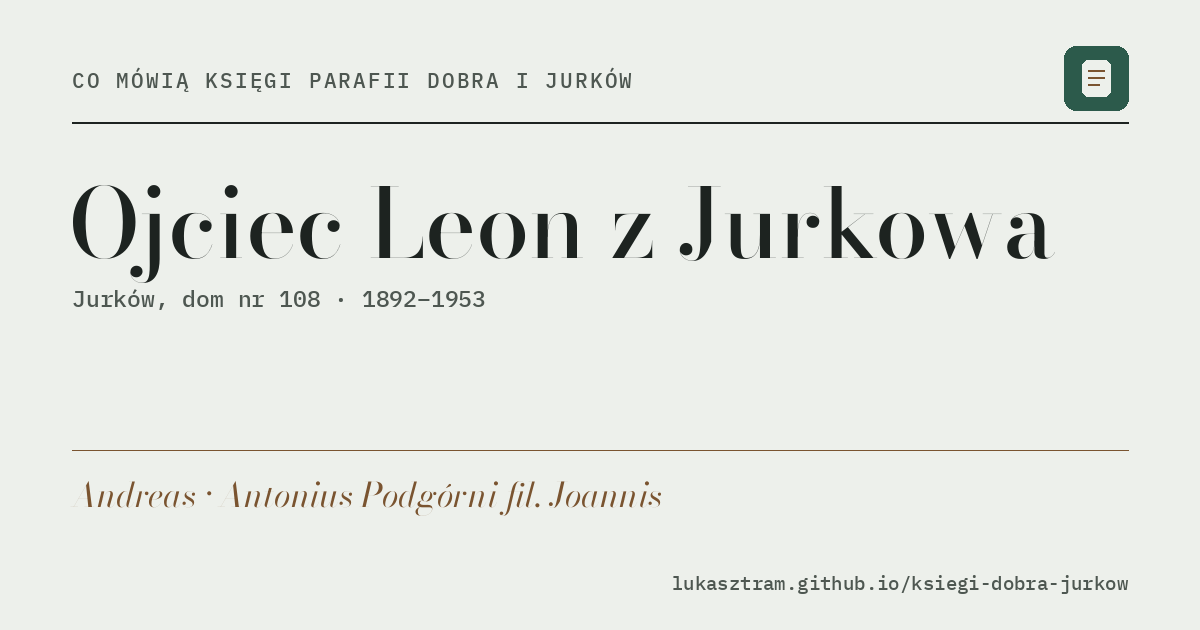 CO MÓWIĄ KSIĘGI PARAFII DOBRA I JURKÓW
Ojciec Leon z Jurkowa
Jurków, dom nr 108 · 1892–1953
Andreas · Antonius Podgórni fil. Joannis
lukasztram.github.io/ksiegi-dobra-jurkow